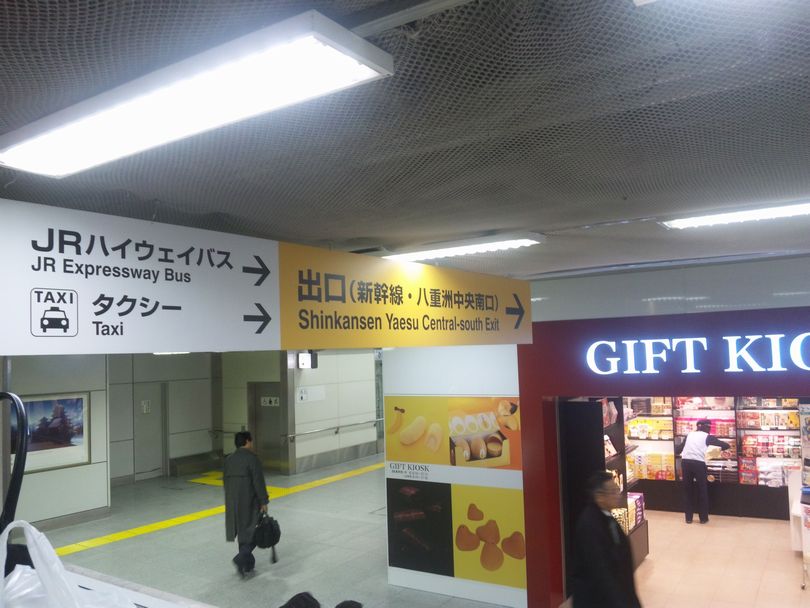 JRハイウェイバス
JR Expressway Bus
TAXI
タクシー
Taxi
出口(新幹線・八重洲中央南口)
Shinkansen Yaesu Central-south Exit
GIFT KIO
GIFT KIOSK